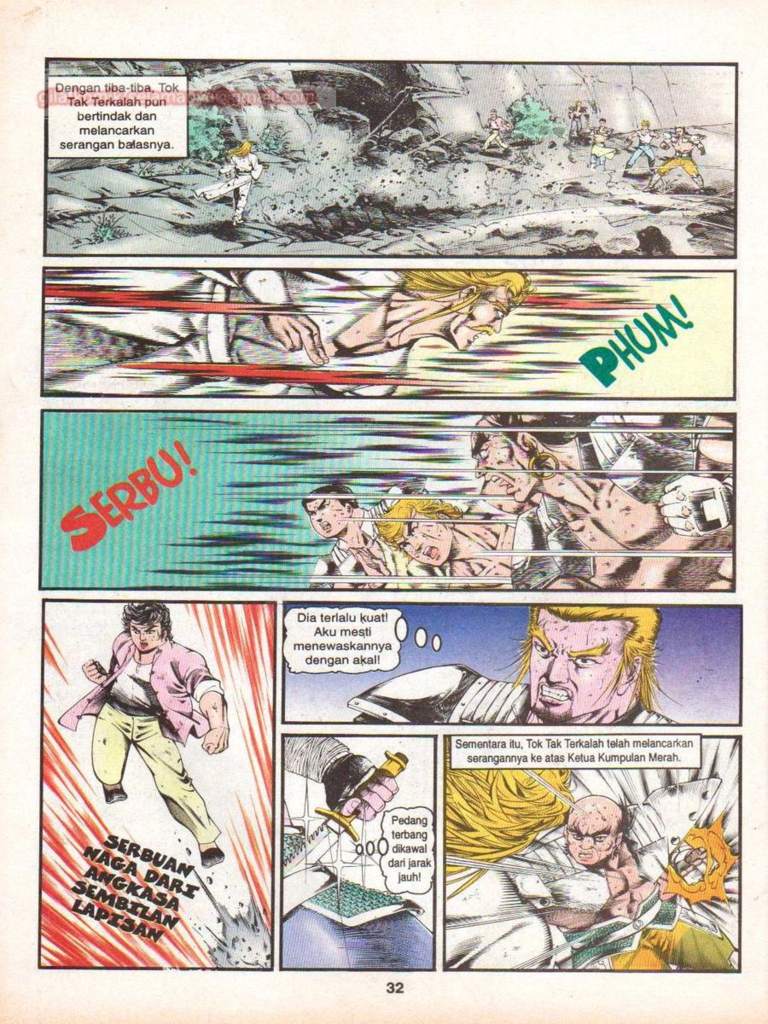 Dengan tiba-tiba, Tok
Tak Terkalah pun
bertindak dan
melancarkan
serangan balasnya.
PHUM!
SERBU!
SERBUAN
NAGA DARI
ANGKASA
SEMBILAN
LAPISAN
Dia terlalu kuat!
Aku mesti
menewaskannya
dengan akal!
Pedang
terbang
dikawal
dari jarak
jauh!
Sementara itu, Tok Tak Terkalah telah melancarkan
serangannya ke atas Ketua Kumpulan Merah.
32